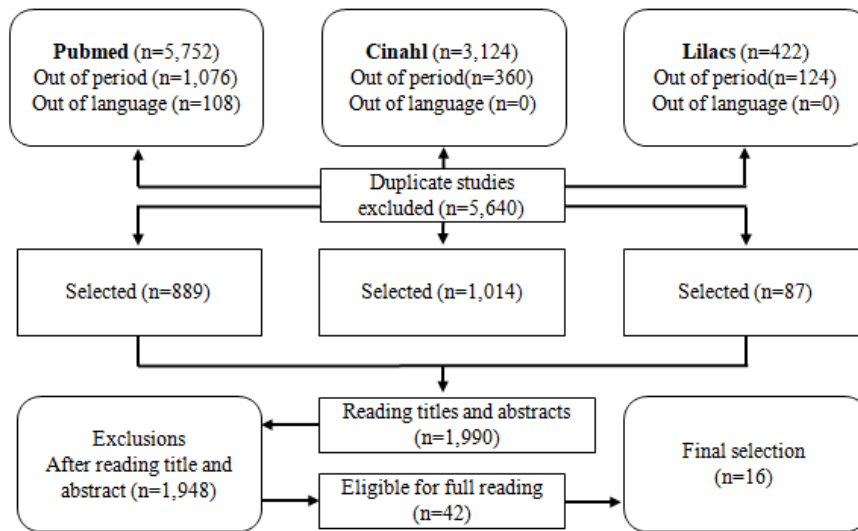 Pubmed (n=5,752)
Out of period (n=1,076)
Out of language (n=108)
Cinahl (n=3,124)
Out of period(n=360)
Out of language (n=0)
Lilacs (n=422)
Out of period(n=124)
Out of language (n=0)
Duplicate studies
excluded (n=5,640)
Selected (n=889)
Selected (n=1,014)
Selected (n=87)
Reading titles and abstracts
(n=1,990)
Exclusions
After reading title and
abstract (n=1,948)
Eligible for full reading
(n=42)
Final selection
(n=16)